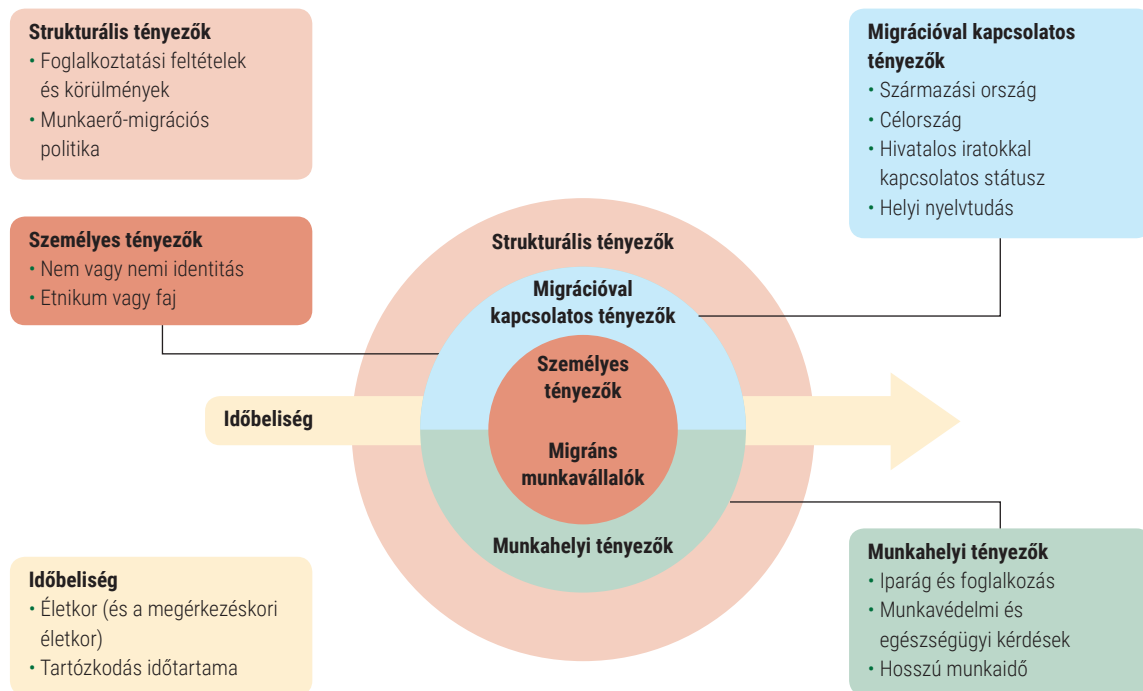 Strukturális tényezők
• Foglalkoztatási feltételek
és körülmények
• Munkaerő-migrációs
politika
Migrációval kapcsolatos
tényezők
• Származási ország
• Célország
• Hivatalos iratokkal
kapcsolatos státusz
• Helyi nyelvtudás
Személyes tényezők
• Nem vagy nemi identitás
• Etnikum vagy faj
Strukturális tényezők
Migrációval
kapcsolatos tényezők
Személyes
tényezők
Időbeliség
Migráns
munkavállalók
Munkahelyi tényezők
Időbeliség
• Életkor (és a megérkezéskori
életkor)
• Tartózkodás időtartama
Munkahelyi tényezők
• Iparág és foglalkozás
• Munkavédelmi és
egészségügyi kérdések
• Hosszú munkaidő